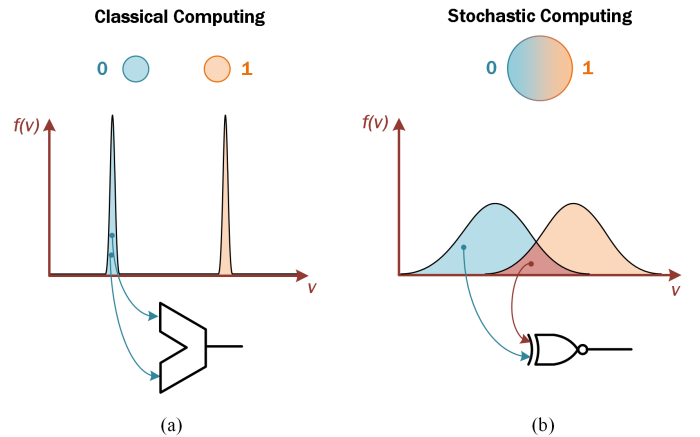 Classical Computing
0 1
f(v)
v
(a)
Stochastic Computing
0 1
f(v)
v
(b)